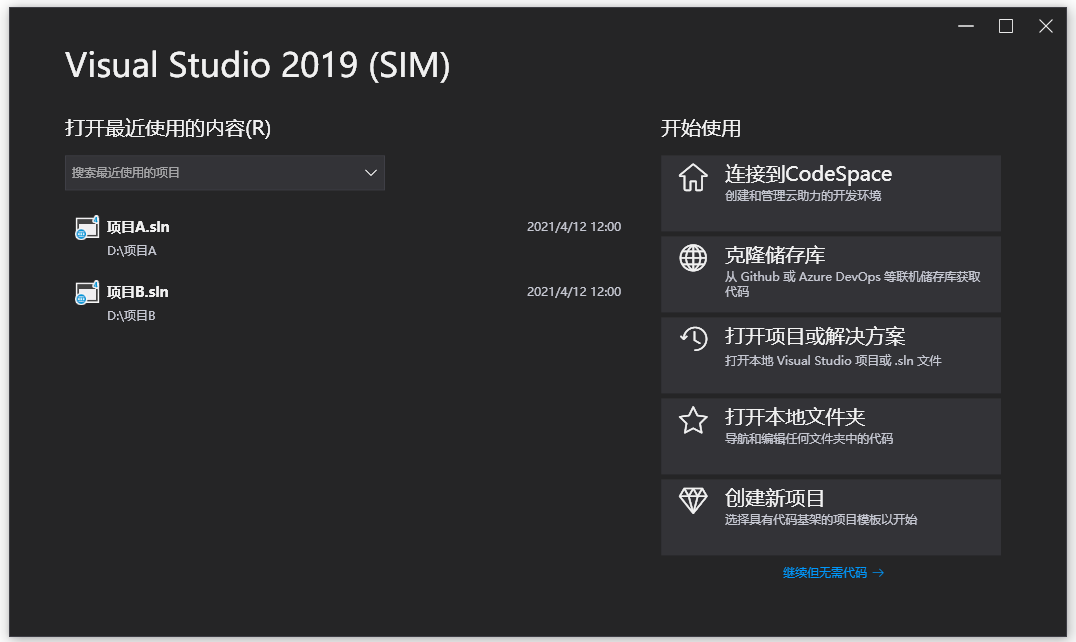 Visual Studio 2019 (SIM)
打开最近使用的内容(R)
搜索最近使用的项目
项目A.sln
2021/4/12 12:00
D:\项目A
项目B.sln
2021/4/12 12:00
D:\项目B
开始使用
连接到CodeSpace
创建和管理云助力的开发环境
克隆储存库
从 Github 或 Azure DevOps 等联机储存库获取
代码
打开项目或解决方案
打开本地 Visual Studio 项目或 .sln 文件
打开本地文件夹
导航和编辑任何文件夹中的代码
创建新项目
选择具有代码基架的项目模板以开始
继续但无需代码 →